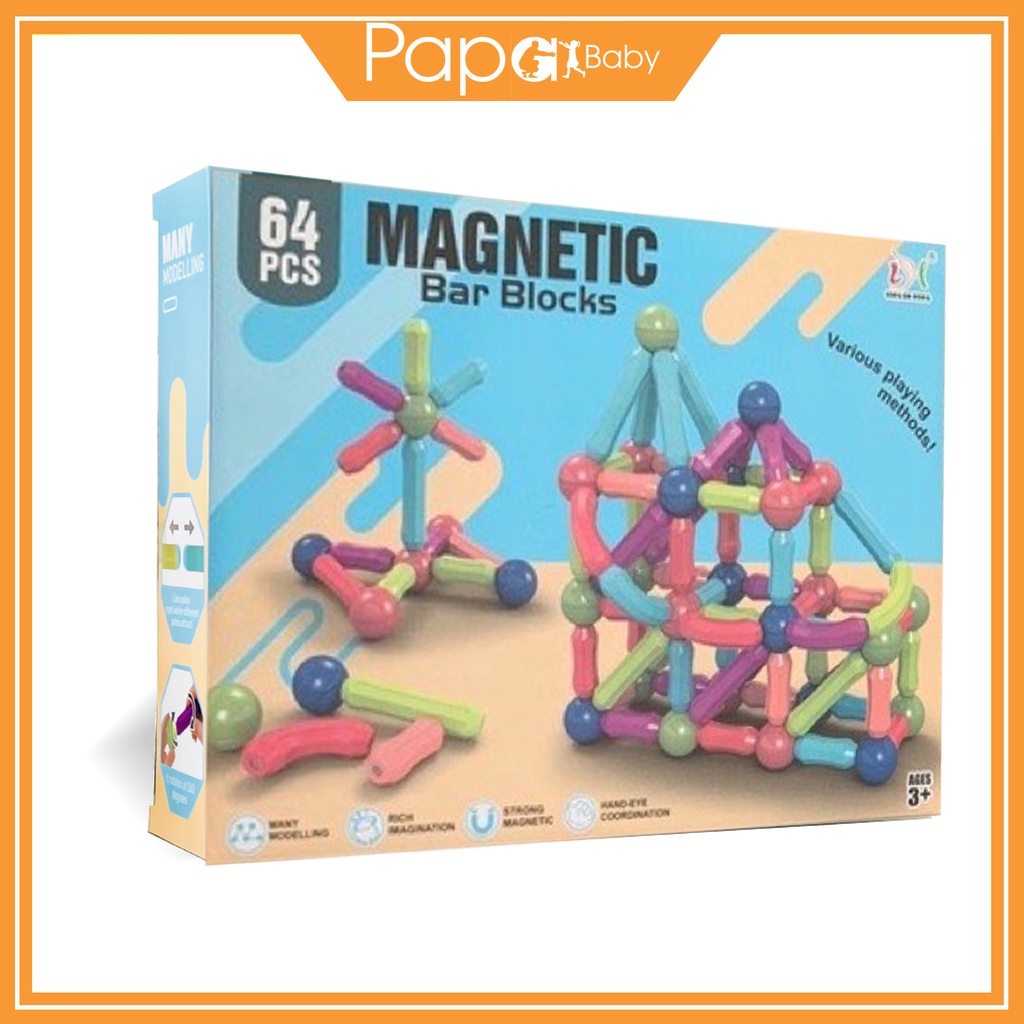 Papa Baby
64
PCS
MAGNETIC
Bar Blocks
MANY
MODELLING
Various playing
methods!
AGES
3+
MANY
MODELLING
RICH
IMAGINATION
STRONG
MAGNETIC
HAND-EYE
COORDINATION